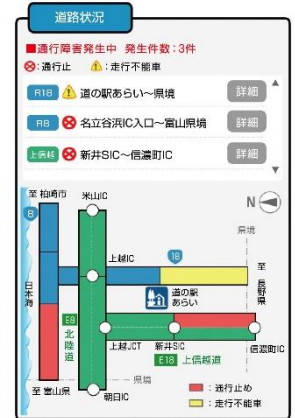 道路状況
■通行障害発生中 発生件数:3件
:通行止 :走行不能車
R18 道の駅あらい～県境 詳細
R8 名立谷浜IC入口～富山県境 詳細
上信越 新井SIC～信濃町IC 詳細
至 柏崎市
米山IC
N
8
県境
上越IC
18
至 長野県
日本海
道の駅
あらい
E8
北陸道
上越JCT
新井SIC
信濃町IC
E18 上信越道
県境
至 富山県
朝日IC
:通行止め
:走行不能車